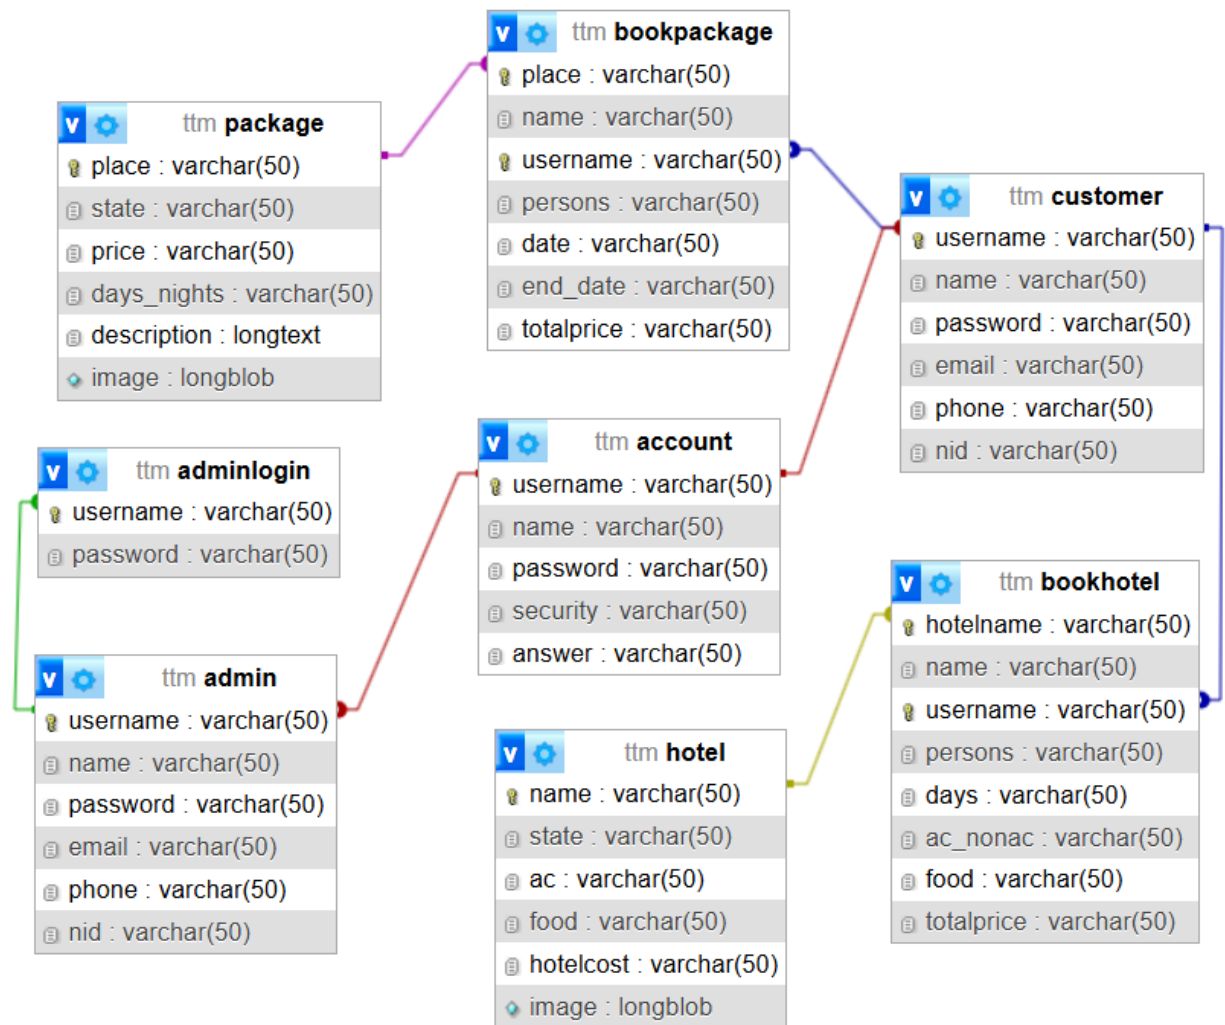 v ttm bookpackage
place : varchar(50)
name : varchar(50)
username : varchar(50)
persons : varchar(50)
date : varchar(50)
end_date : varchar(50)
totalprice : varchar(50)
v ttm package
place : varchar(50)
state : varchar(50)
price : varchar(50)
days_nights : varchar(50)
description : longtext
image : longblob
v ttm customer
username : varchar(50)
name : varchar(50)
password : varchar(50)
email : varchar(50)
phone : varchar(50)
nid : varchar(50)
v ttm adminlogin
username : varchar(50)
password : varchar(50)
v ttm account
username : varchar(50)
name : varchar(50)
password : varchar(50)
security : varchar(50)
answer : varchar(50)
v ttm bookhotel
hotelname : varchar(50)
name : varchar(50)
username : varchar(50)
persons : varchar(50)
days : varchar(50)
ac_nonac : varchar(50)
food : varchar(50)
totalprice : varchar(50)
v ttm admin
username : varchar(50)
name : varchar(50)
password : varchar(50)
email : varchar(50)
phone : varchar(50)
nid : varchar(50)
v ttm hotel
name : varchar(50)
state : varchar(50)
ac : varchar(50)
food : varchar(50)
hotelcost : varchar(50)
image : longblob